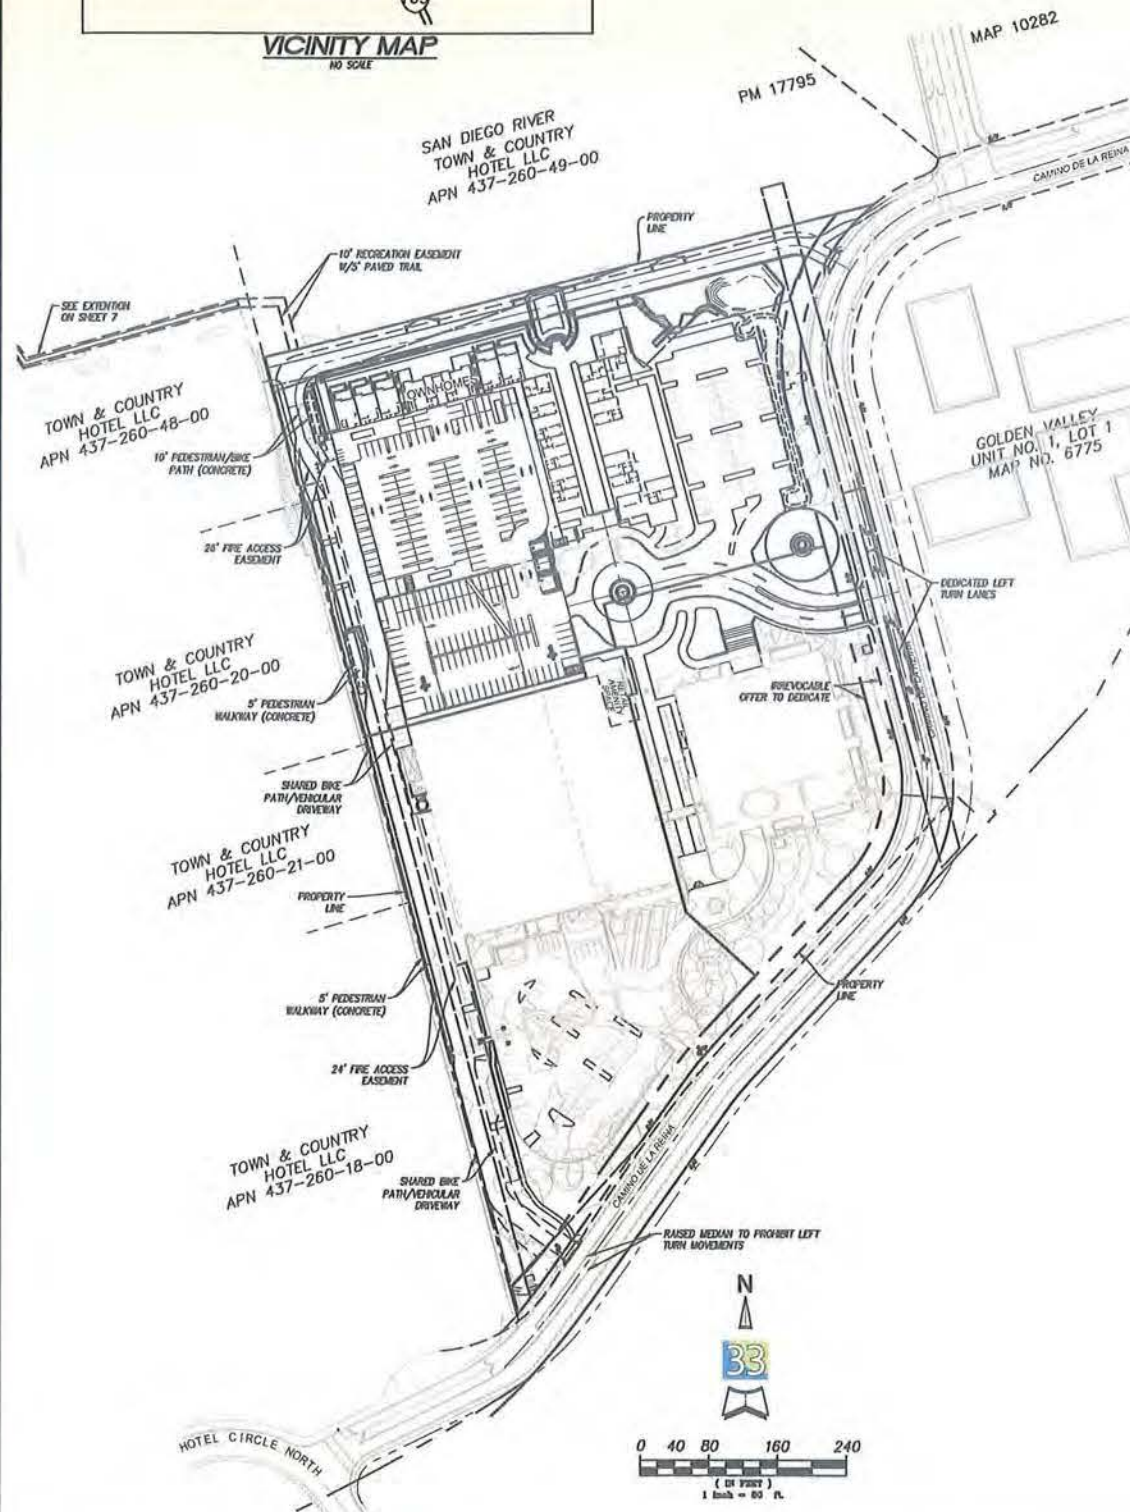 VICINITY MAP
NO SCALE
MAP 10282
PM 17795
SAN DIEGO RIVER
TOWN & COUNTRY
HOTEL LLC
APN 437-260-49-00
CAMINO DE LA REINA
PROPERTY
LINE
10' RECREATION EASEMENT
W/5' PAVED TRAIL
SEE EXTENTION
ON SHEET 7
TOWN & COUNTRY
HOTEL LLC
APN 437-260-48-00
OWNHOMES
10' PEDESTRIAN/BIKE
PATH (CONCRETE)
GOLDEN VALLEY
UNIT NO. 1, LOT 1
MAP NO. 6775
26' FIRE ACCESS
EASEMENT
DEDICATED LEFT
TURN LANES
TOWN & COUNTRY
HOTEL LLC
APN 437-260-20-00
5' PEDESTRIAN
WALKWAY (CONCRETE)
IRREVOCABLE
OFFER TO DEDICATE
AMENITY
SPACE
SHARED BIKE
PATH/VEHICULAR
DRIVEWAY
TOWN & COUNTRY
HOTEL LLC
APN 437-260-21-00
PROPERTY
LINE
5' PEDESTRIAN
WALKWAY (CONCRETE)
PROPERTY
LINE
24' FIRE ACCESS
EASEMENT
TOWN & COUNTRY
HOTEL LLC
APN 437-260-18-00
SHARED BIKE
PATH/VEHICULAR
DRIVEWAY
CAMINO DE LA REINA
RAISED MEDIAN TO PROHIBIT LEFT
TURN MOVEMENTS
N
33
HOTEL CIRCLE NORTH
0 40 80 160 240
( IN FEET )
1 inch = 80 ft.